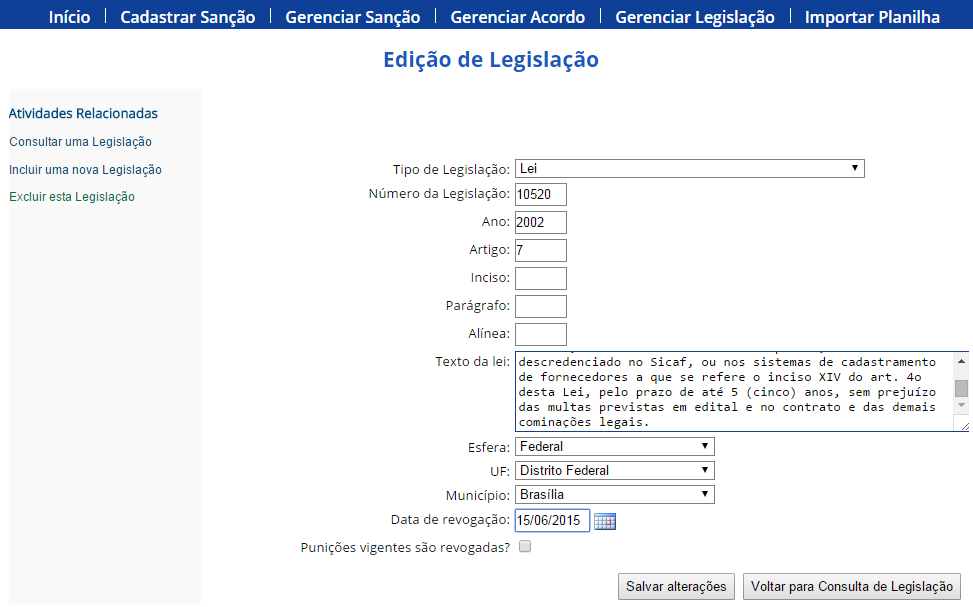 Início Cadastrar Sanção Gerenciar Sanção Gerenciar Acordo Gerenciar Legislação Importar Planilha
Edição de Legislação
Atividades Relacionadas
Consultar uma Legislação
Incluir uma nova Legislação
Excluir esta Legislação
Tipo de Legislação: Lei
Número da Legislação: 10520
Ano: 2002
Artigo: 7
Inciso:
Parágrafo:
Alínea:
Texto da lei:
descredenciado no Sicaf, ou nos sistemas de cadastramento
de fornecedores a que se refere o inciso XIV do art. 4o
desta Lei, pelo prazo de até 5 (cinco) anos, sem prejuízo
das multas previstas em edital e no contrato e das demais
cominações legais.
Esfera: Federal
UF: Distrito Federal
Município: Brasília
Data de revogação: 15/06/2015
Punições vigentes são revogadas?
Salvar alterações Voltar para Consulta de Legislação